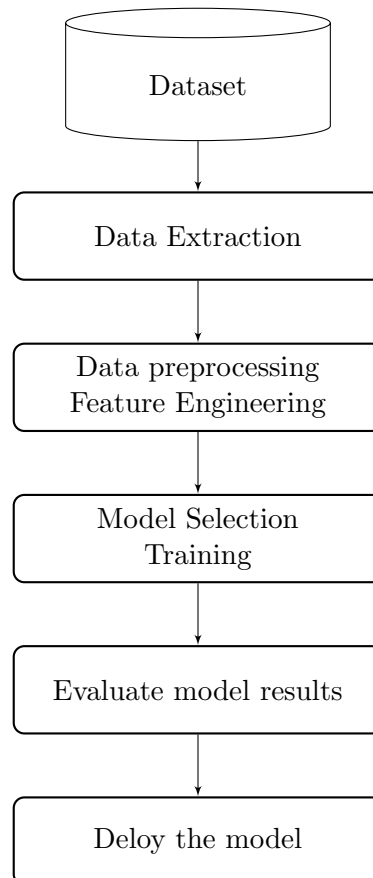 Dataset
Data Extraction
Data preprocessing
Feature Engineering
Model Selection
Training
Evaluate model results
Deloy the model